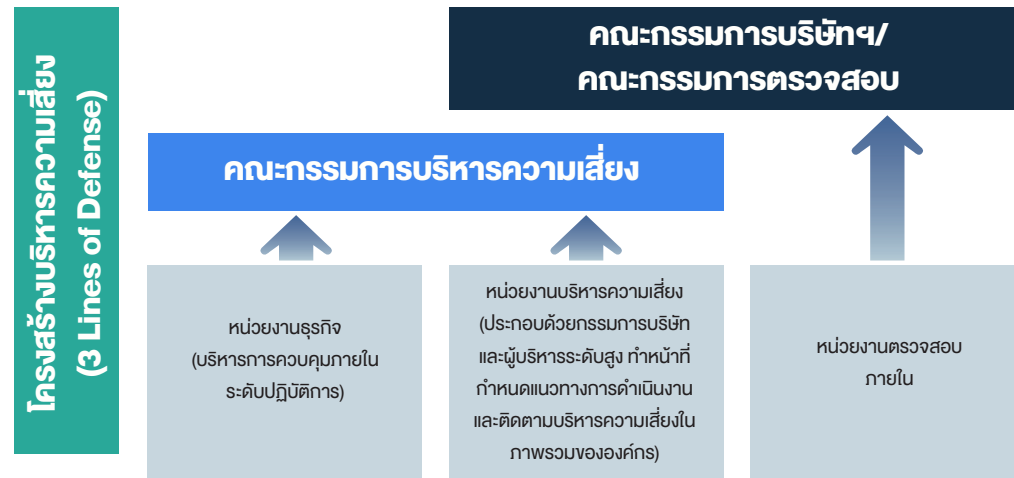 โครงสร้างบริหารความเสี่ยง
(3 Lines of Defense)
คณะกรรมการบริษัทฯ/
คณะกรรมการตรวจสอบ
คณะกรรมการบริหารความเสี่ยง
หน่วยงานธุรกิจ
(บริหารการควบคุมภายใน
ระดับปฏิบัติการ)
หน่วยงานบริหารความเสี่ยง
(ประกอบด้วยกรรมการบริษัท
และผู้บริหารระดับสูง ทำหน้าที่
กำหนดแนวทางการดำเนินงาน
และติดตามบริหารความเสี่ยงใน
ภาพรวมขององค์กร)
หน่วยงานตรวจสอบ
ภายใน